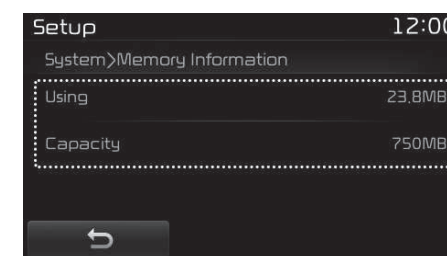 Setup 12:00
System>Memory Information
Using 23.8MB
Capacity 750MB